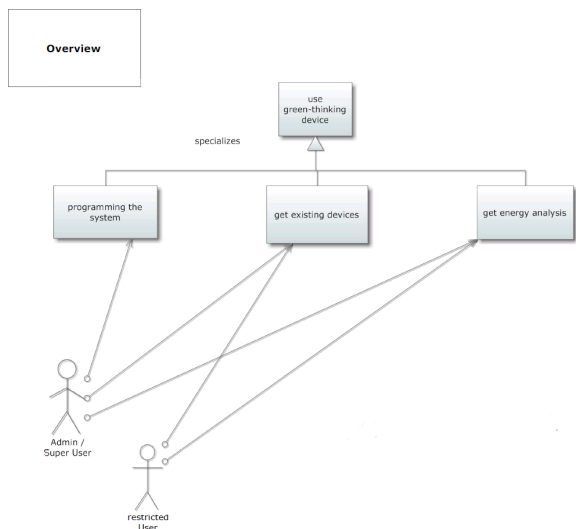 Overview
use
green-thinking
device
specializes
programming the
system
get existing devices
get energy analysis
Admin /
Super User
restricted
User